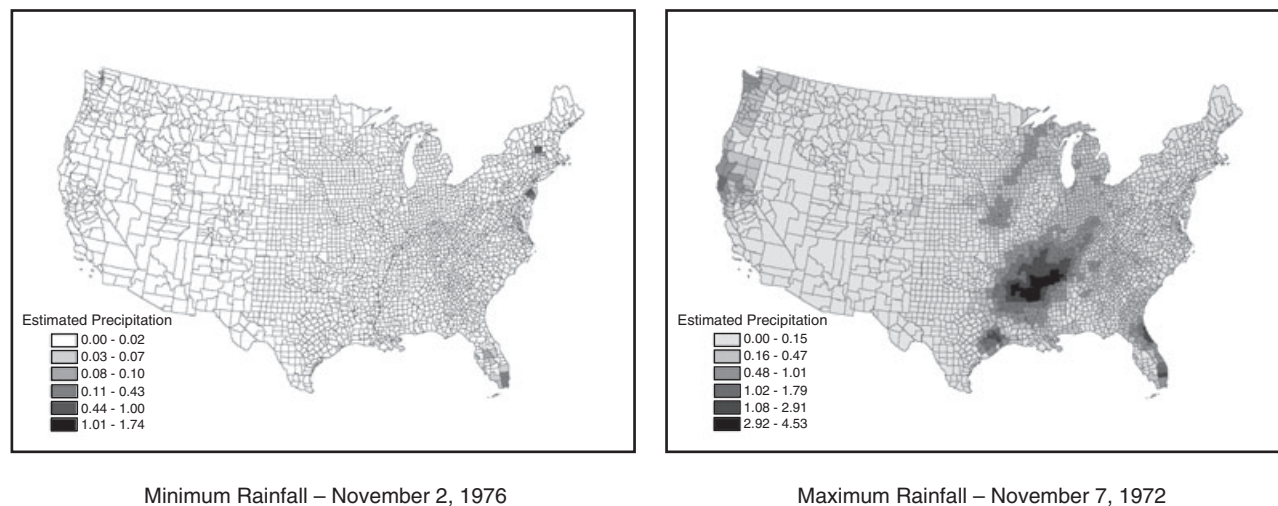 Estimated Precipitation
0.00 - 0.02
0.03 - 0.07
0.08 - 0.10
0.11 - 0.43
0.44 - 1.00
1.01 - 1.74
Minimum Rainfall – November 2, 1976
Estimated Precipitation
0.00 - 0.15
0.16 - 0.47
0.48 - 1.01
1.02 - 1.79
1.08 - 2.91
2.92 - 4.53
Maximum Rainfall – November 7, 1972